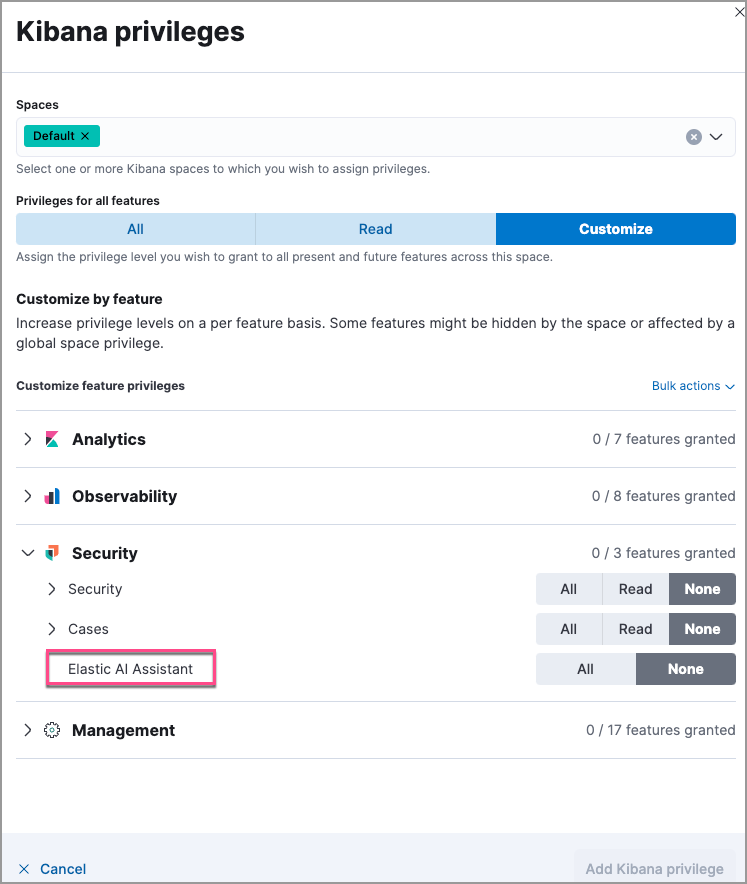 Kibana privileges
Spaces
Default
Select one or more Kibana spaces to which you wish to assign privileges.
Privileges for all features
All Read Customize
Assign the privilege level you wish to grant to all present and future features across this space.
Customize by feature
Increase privilege levels on a per feature basis. Some features might be hidden by the space or affected by a
global space privilege.
Customize feature privileges Bulk actions
Analytics 0 / 7 features granted
Observability 0 / 8 features granted
Security 0 / 3 features granted
Security All Read None
Cases All Read None
Elastic AI Assistant All None
Management 0 / 17 features granted
Cancel Add Kibana privilege